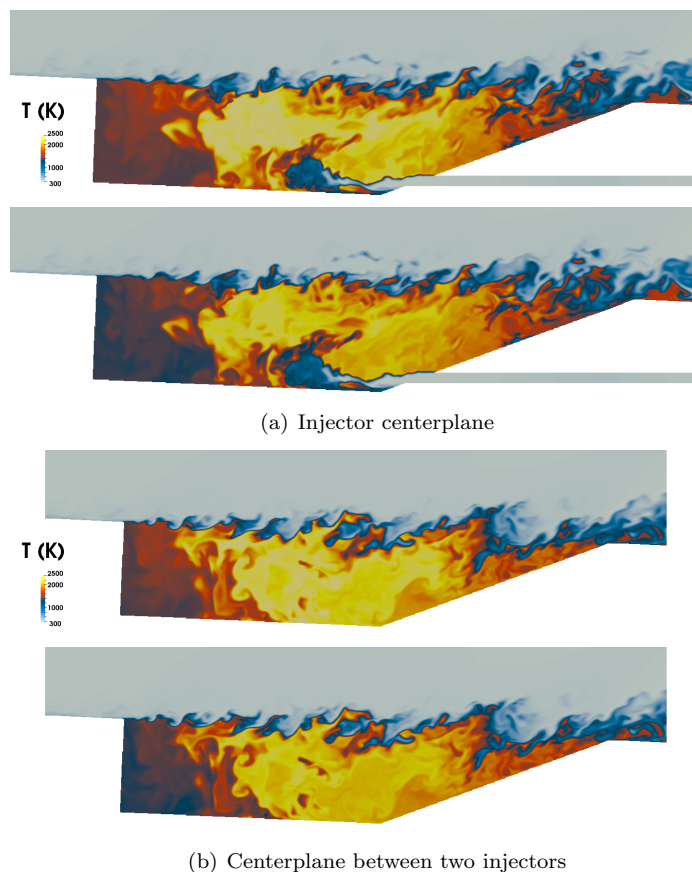 T (K)
2500
2000
1000
300
(a) Injector centerplane
T (K)
2500
2000
1000
300
(b) Centerplane between two injectors